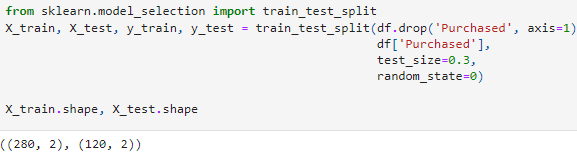 from sklearn.model_selection import train_test_split
X_train, X_test, y_train, y_test = train_test_split(df.drop('Purchased', axis=1)
df['Purchased'],
test_size=0.3,
random_state=0)
X_train.shape, X_test.shape
((280, 2), (120, 2))